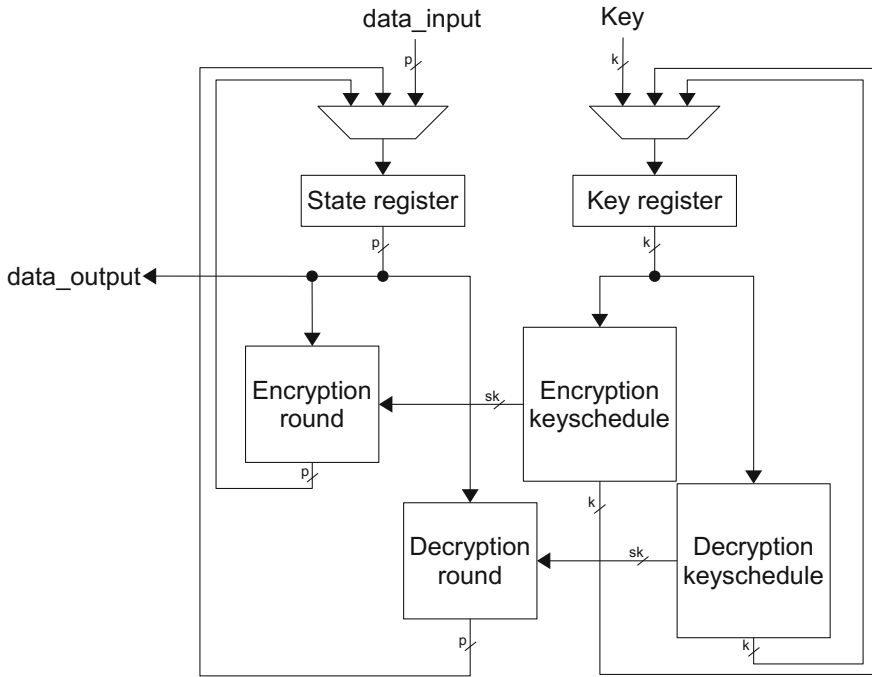 data_input
Key
p
k
State register
Key register
p
k
data_output
Encryption
round
sk
Encryption
keyschedule
p
k
Decryption
round
sk
Decryption
keyschedule
p
k